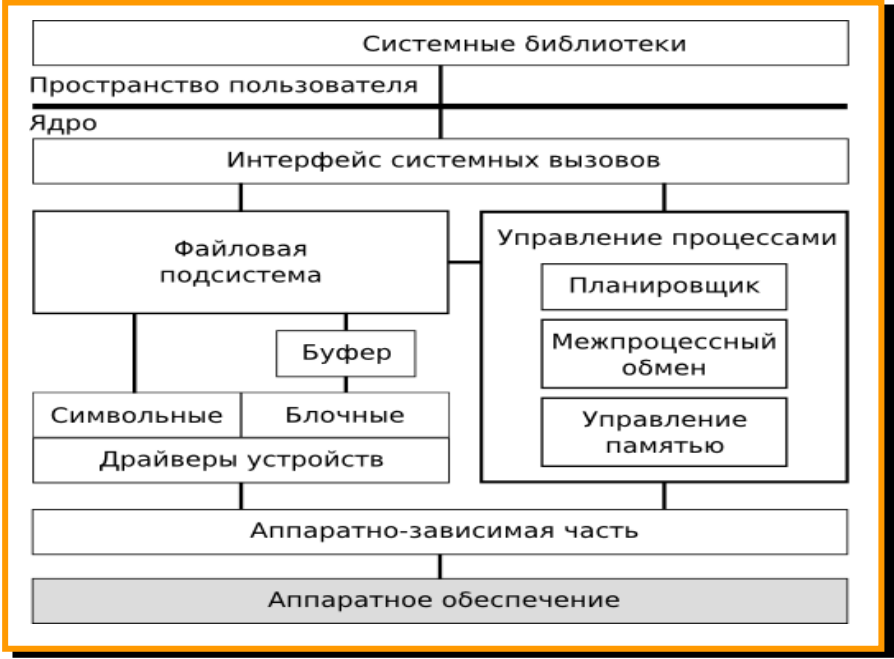 Системные библиотеки
Пространство пользователя
Ядро
Интерфейс системных вызовов
Файловая
подсистема
Управление процессами
Планировщик
Межпроцессный
обмен
Управление
памятью
Буфер
Символьные
Блочные
Драйверы устройств
Аппаратно-зависимая часть
Аппаратное обеспечение